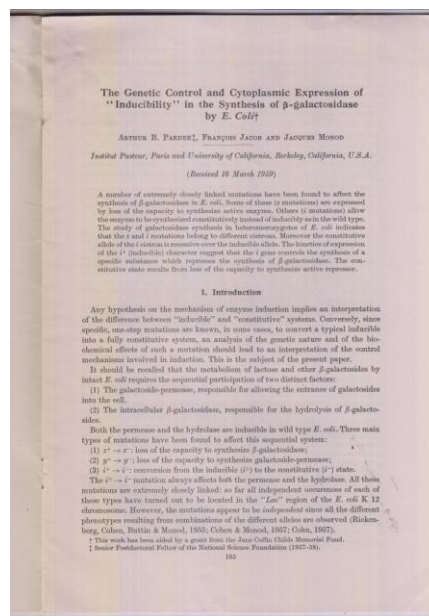 The Genetic Control and Cytoplasmic Expression of
"Inducibility" in the Synthesis of β-galactosidase
by E. Coli†
ARTHUR B. PARDEE‡, FRANÇOIS JACOB AND JACQUES MONOD
Institut Pasteur, Paris and University of California, Berkeley, California, U.S.A.
(Received 16 March 1959)
A number of extremely closely linked mutations have been found to affect the
synthesis of β-galactosidase in E. coli. Some of these (z mutations) are expressed
by loss of the capacity to synthesize active enzyme. Others (i mutations) allow
the enzyme to be synthesized constitutively instead of inducibly as in the wild type.
The study of galactosidase synthesis in heteromerozygotes of E. coli indicates
that the z and i mutations belong to different cistrons. Moreover the constitutive
allele of the i cistron is recessive over the inducible allele. The kinetics of expression
of the i⁺ (inducible) character suggest that the i gene controls the synthesis of a
specific substance which represses the synthesis of β-galactosidase. The con-
stitutive state results from loss of the capacity to synthesize active repressor.
1. Introduction
Any hypothesis on the mechanism of enzyme induction implies an interpretation
of the difference between "inducible" and "constitutive" systems. Conversely, since
specific, one-step mutations are known, in some cases, to convert a typical inducible
into a fully constitutive system, an analysis of the genetic nature and of the bio-
chemical effects of such a mutation should lead to an interpretation of the control
mechanisms involved in induction. This is the subject of the present paper.
It should be recalled that the metabolism of lactose and other β-galactosides by
intact E. coli requires the sequential participation of two distinct factors:
(1) The galactoside-permease, responsible for allowing the entrance of galactosides
into the cell.
(2) The intracellular β-galactosidase, responsible for the hydrolysis of β-galacto-
sides.
Both the permease and the hydrolase are inducible in wild type E. coli. Three main
types of mutations have been found to affect this sequential system:
(1) z⁺ → z⁻: loss of the capacity to synthesize β-galactosidase;
(2) y⁺ → y⁻: loss of the capacity to synthesize galactoside-permease;
(3) i⁺ → i⁻: conversion from the inducible (i⁺) to the constitutive (i⁻) state.
The i⁺ → i⁻ mutation always affects both the permease and the hydrolase. All these
mutations are extremely closely linked: so far all independent occurrences of each of
these types have turned out to be located in the "Lac" region of the E. coli K 12
chromosome. However, the mutations appear to be independent since all the different
phenotypes resulting from combinations of the different alleles are observed (Ricken-
berg, Cohen, Buttin & Monod, 1955; Cohen & Monod, 1957; Cohn, 1957).
† This work has been aided by a grant from the Jane Coffin Childs Memorial Fund.
‡ Senior Postdoctoral Fellow of the National Science Foundation (1957–58).
165